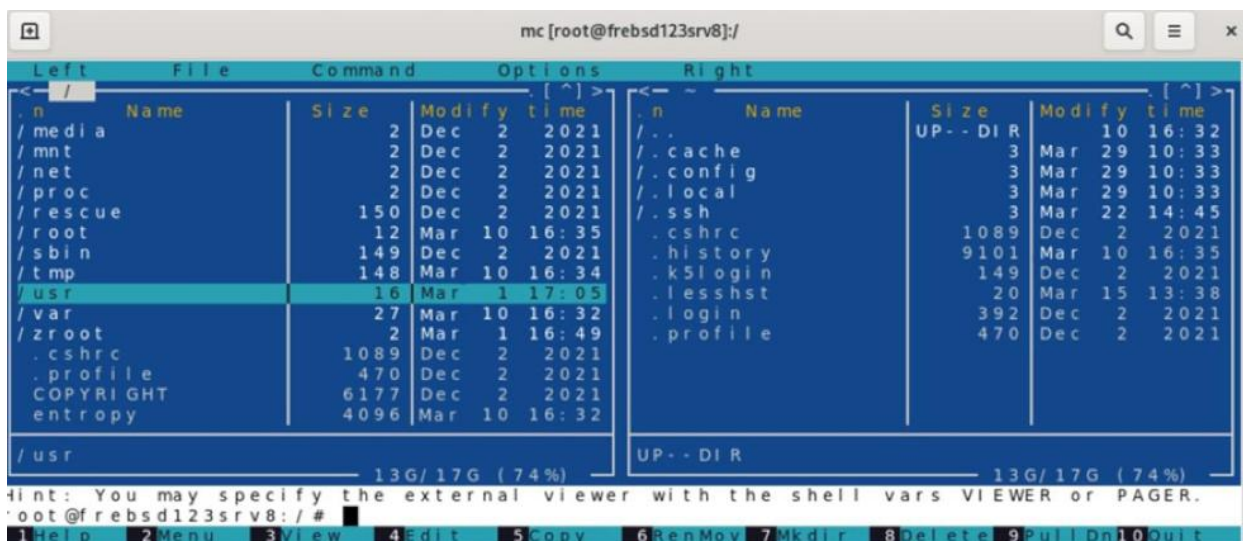 mc [root@frebsd123srv8]:/
Left File Command Options Right
<— / .[^]>
.n Name Size Modify time
/media 2 Dec 2 2021
/mnt 2 Dec 2 2021
/net 2 Dec 2 2021
/proc 2 Dec 2 2021
/rescue 150 Dec 2 2021
/root 12 Mar 10 16:35
/sbin 149 Dec 2 2021
/tmp 148 Mar 10 16:34
/usr 16 Mar 1 17:05
/var 27 Mar 10 16:32
/zroot 2 Mar 1 16:49
.cshrc 1089 Dec 2 2021
.profile 470 Dec 2 2021
COPYRIGHT 6177 Dec 2 2021
entropy 4096 Mar 10 16:32
/usr
13G/17G (74%)
<— ~ .[^]>
.n Name Size Modify time
/.. UP--DIR 10 16:32
/.cache 3 Mar 29 10:33
/.config 3 Mar 29 10:33
/.local 3 Mar 29 10:33
/.ssh 3 Mar 22 14:45
.cshrc 1089 Dec 2 2021
.history 9101 Mar 10 16:35
.k5login 149 Dec 2 2021
.lesshst 20 Mar 15 13:38
.login 392 Dec 2 2021
.profile 470 Dec 2 2021
UP--DIR
13G/17G (74%)
Hint: You may specify the external viewer with the shell vars VIEWER or PAGER.
root@frebsd123srv8:/ #
1Help 2Menu 3View 4Edit 5Copy 6RenMov 7Mkdir 8Delete 9PullDn 10Quit